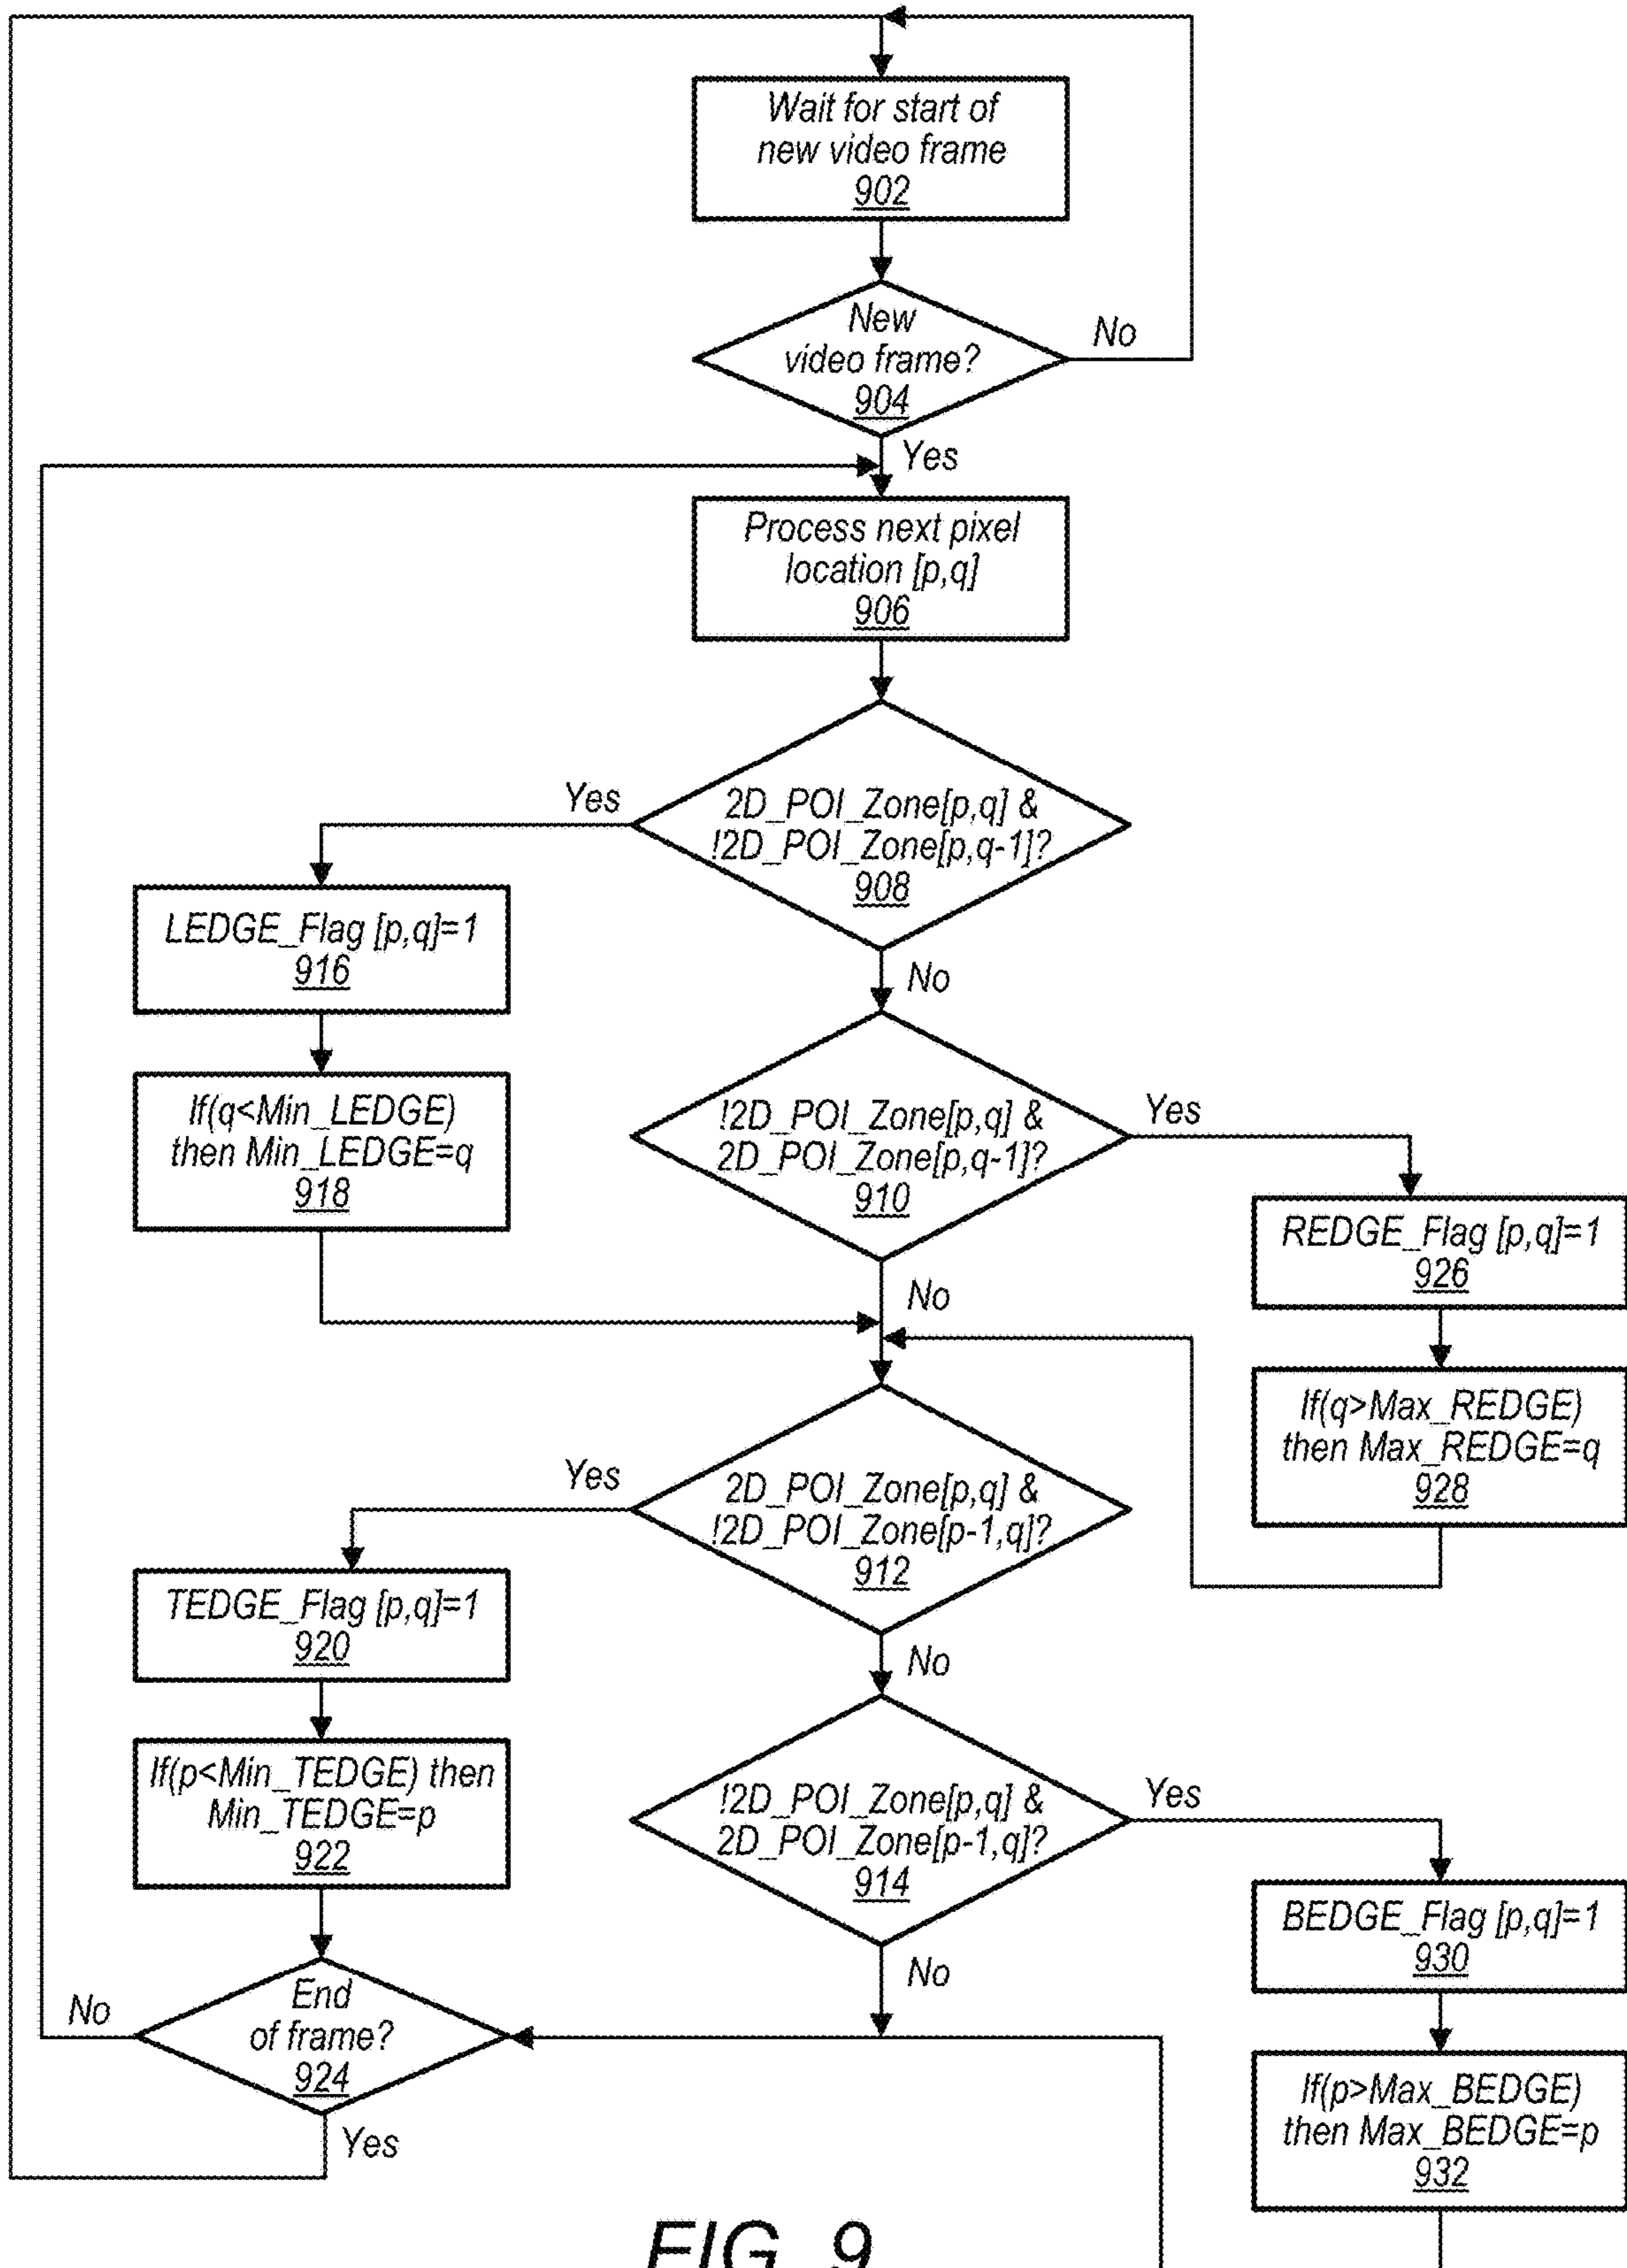 Wait for start of
new video frame
902
New
video frame?
904
No
Yes
Process next pixel
location [p,q]
906
Yes
2D_POI_Zone[p,q] &
!2D_POI_Zone[p,q-1]?
908
LEDGE_Flag [p,q]=1
916
No
If(q<Min_LEDGE)
then Min_LEDGE=q
918
!2D_POI_Zone[p,q] &
2D_POI_Zone[p,q-1]?
910
Yes
REDGE_Flag [p,q]=1
926
No
If(q>Max_REDGE)
then Max_REDGE=q
928
Yes
2D_POI_Zone[p,q] &
!2D_POI_Zone[p-1,q]?
912
TEDGE_Flag [p,q]=1
920
No
If(p<Min_TEDGE) then
Min_TEDGE=p
922
!2D_POI_Zone[p,q] &
2D_POI_Zone[p-1,q]?
914
Yes
BEDGE_Flag [p,q]=1
930
No
No
End
of frame?
924
Yes
If(p>Max_BEDGE)
then Max_BEDGE=p
932
FIG. 9